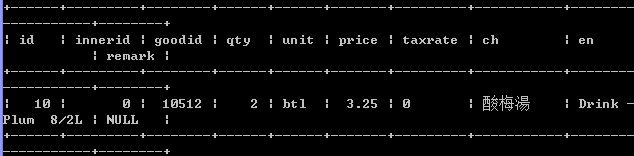 +------+---------+--------+------+------+-------+---------+--------+--------
-------------+--------+
| id   | innerid | goodid | qty  | unit | price | taxrate | ch     | en
             | remark |
+------+---------+--------+------+------+-------+---------+--------+--------
-------------+--------+
|   10 |       0 |  10512 |    2 | btl  |  3.25 | 0       | 酸梅湯 | Drink -
Plum  8/2L | NULL   |
+------+---------+--------+------+------+-------+---------+--------+--------
-------------+--------+